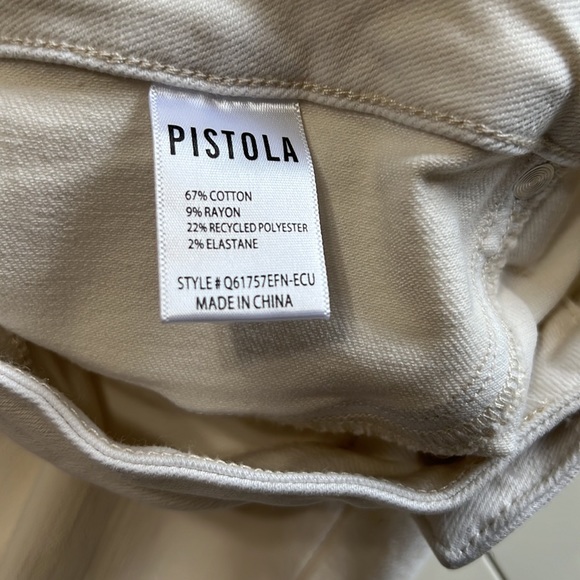 PISTOLA
67% COTTON
9% RAYON
22% RECYCLED POLYESTER
2% ELASTANE
STYLE # Q61757EFN-ECU
MADE IN CHINA